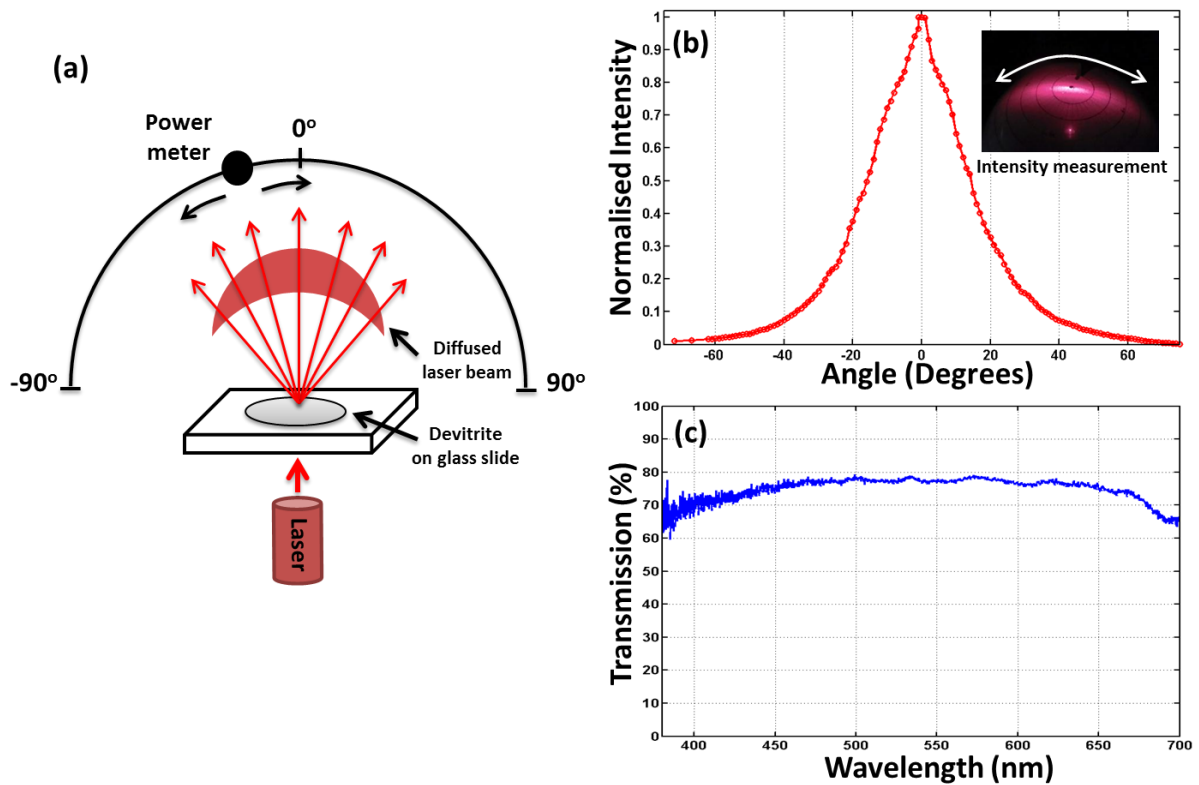 (a)
Power
meter
0o
-90o
90o
Diffused
laser beam
Devitrite
on glass slide
Laser
(b)
Normalised Intensity
1
0.9
0.8
0.7
0.6
0.5
0.4
0.3
0.2
0.1
0
-60
-40
-20
0
20
40
60
Angle (Degrees)
Intensity measurement
(c)
Transmission (%)
100
90
80
70
60
50
40
30
20
10
0
400
450
500
550
600
650
700
Wavelength (nm)